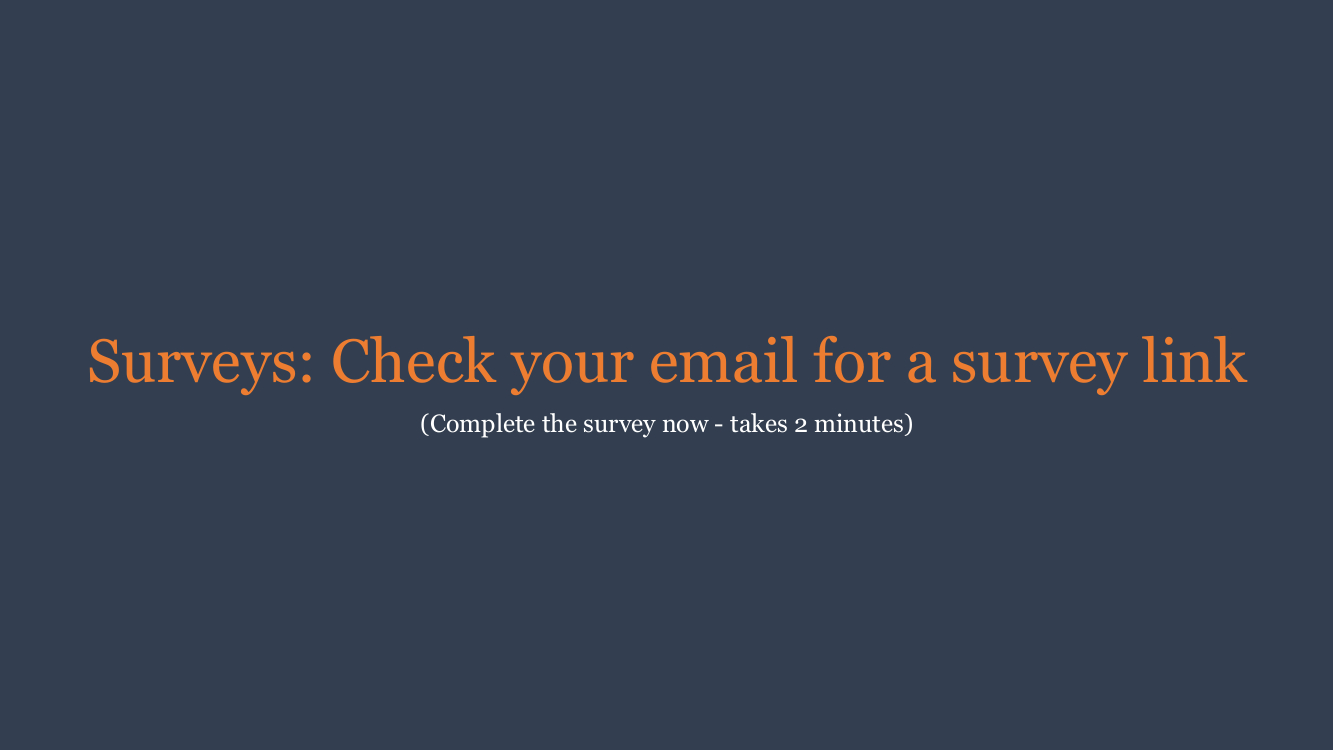 Surveys: Check your email for a survey link
(Complete the survey now - takes 2 minutes)